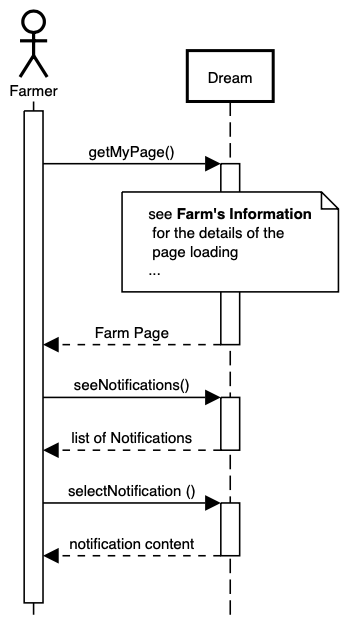 Farmer
Dream
getMyPage()
see Farm's Information
for the details of the
page loading
...
Farm Page
seeNotifications()
list of Notifications
selectNotification ()
notification content